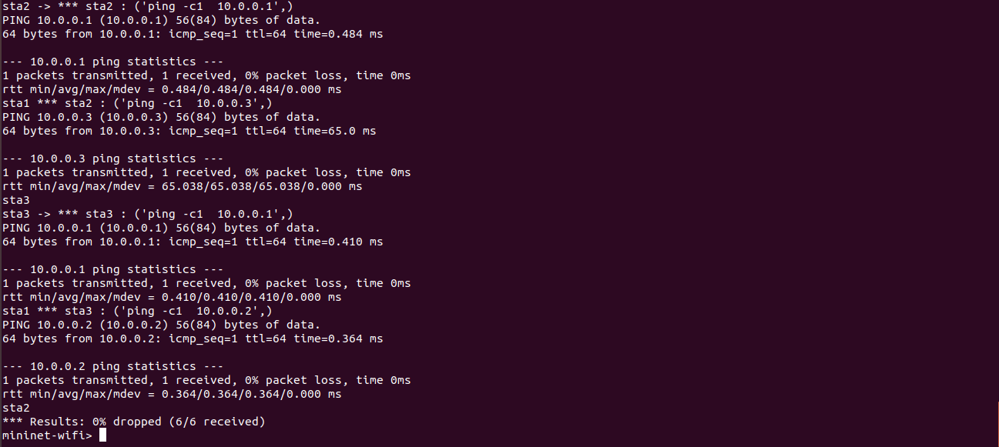 sta2 -> *** sta2 : ('ping -c1  10.0.0.1',)
PING 10.0.0.1 (10.0.0.1) 56(84) bytes of data.
64 bytes from 10.0.0.1: icmp_seq=1 ttl=64 time=0.484 ms
--- 10.0.0.1 ping statistics ---
1 packets transmitted, 1 received, 0% packet loss, time 0ms
rtt min/avg/max/mdev = 0.484/0.484/0.484/0.000 ms
sta1 *** sta2 : ('ping -c1  10.0.0.3',)
PING 10.0.0.3 (10.0.0.3) 56(84) bytes of data.
64 bytes from 10.0.0.3: icmp_seq=1 ttl=64 time=65.0 ms
--- 10.0.0.3 ping statistics ---
1 packets transmitted, 1 received, 0% packet loss, time 0ms
rtt min/avg/max/mdev = 65.038/65.038/65.038/0.000 ms
sta3
sta3 -> *** sta3 : ('ping -c1  10.0.0.1',)
PING 10.0.0.1 (10.0.0.1) 56(84) bytes of data.
64 bytes from 10.0.0.1: icmp_seq=1 ttl=64 time=0.410 ms
--- 10.0.0.1 ping statistics ---
1 packets transmitted, 1 received, 0% packet loss, time 0ms
rtt min/avg/max/mdev = 0.410/0.410/0.410/0.000 ms
sta1 *** sta3 : ('ping -c1  10.0.0.2',)
PING 10.0.0.2 (10.0.0.2) 56(84) bytes of data.
64 bytes from 10.0.0.2: icmp_seq=1 ttl=64 time=0.364 ms
--- 10.0.0.2 ping statistics ---
1 packets transmitted, 1 received, 0% packet loss, time 0ms
rtt min/avg/max/mdev = 0.364/0.364/0.364/0.000 ms
sta2
*** Results: 0% dropped (6/6 received)
mininet-wifi>